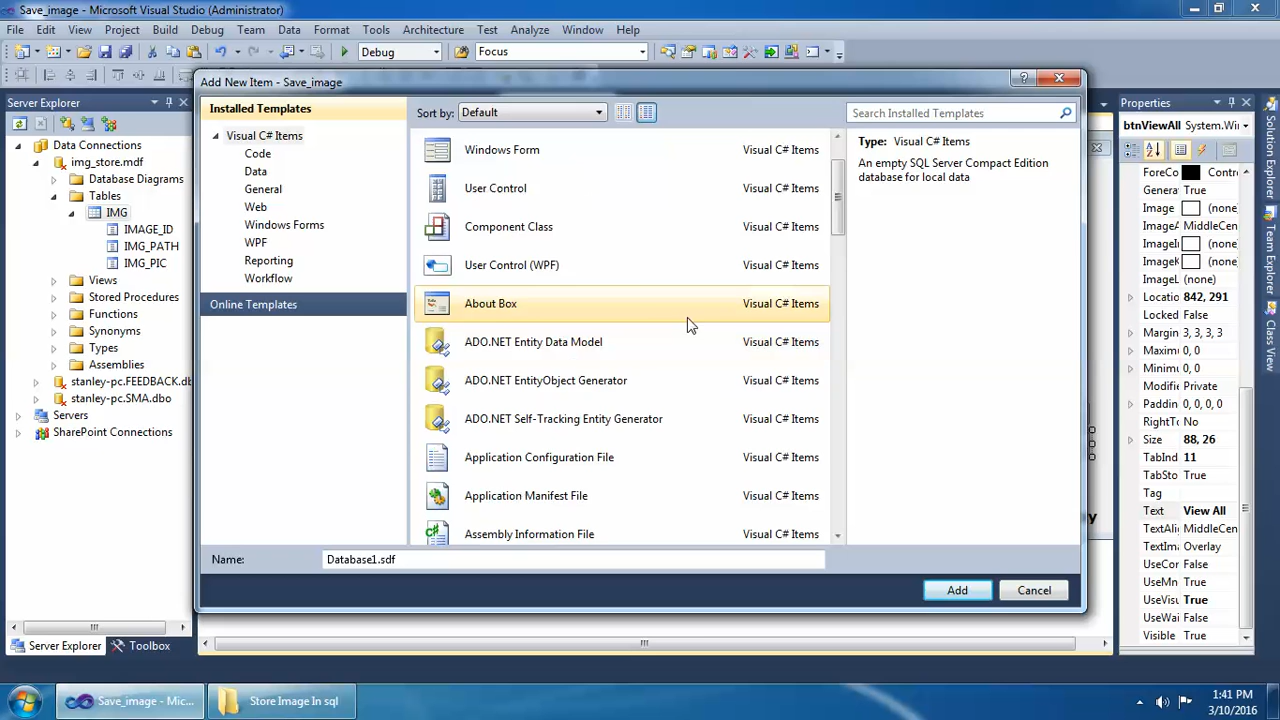 Save_image - Microsoft Visual Studio (Administrator)
File Edit View Project Build Debug Team Data Format Tools Architecture Test Analyze Window Help
Debug Focus
Server Explorer
Data Connections
img_store.mdf
Database Diagrams
Tables
IMG
IMAGE_ID
IMG_PATH
IMG_PIC
Views
Stored Procedures
Functions
Synonyms
Types
Assemblies
stanley-pc.FEEDBACK.db
stanley-pc.SMA.dbo
Servers
SharePoint Connections
Server Explorer Toolbox
Add New Item - Save_image
Installed Templates
Visual C# Items
Code
Data
General
Web
Windows Forms
WPF
Reporting
Workflow
Online Templates
Sort by: Default
Search Installed Templates
Windows Form Visual C# Items
User Control Visual C# Items
Component Class Visual C# Items
User Control (WPF) Visual C# Items
About Box Visual C# Items
ADO.NET Entity Data Model Visual C# Items
ADO.NET EntityObject Generator Visual C# Items
ADO.NET Self-Tracking Entity Generator Visual C# Items
Application Configuration File Visual C# Items
Application Manifest File Visual C# Items
Assembly Information File Visual C# Items
Type: Visual C# Items
An empty SQL Server Compact Edition
database for local data
Name: Database1.sdf
Add Cancel
Properties
btnViewAll System.Wi
ForeCo Contr
Genera True
Image (none)
ImageA MiddleCen
ImageIn (none)
ImageK (none)
ImageL (none)
Locatio 842, 291
Locked False
Margin 3, 3, 3, 3
Maximu 0, 0
Minimu 0, 0
Modifie Private
Paddin 0, 0, 0, 0
RightTo No
Size 88, 26
TabInd 11
TabSto True
Tag
Text View All
TextAli MiddleCen
TextIm Overlay
UseCor False
UseMn True
UseVisu True
UseWai False
Visible True
Solution Explorer
Team Explorer
Class View
y
Save_image - Mic...
Store Image In sql
1:41 PM
3/10/2016